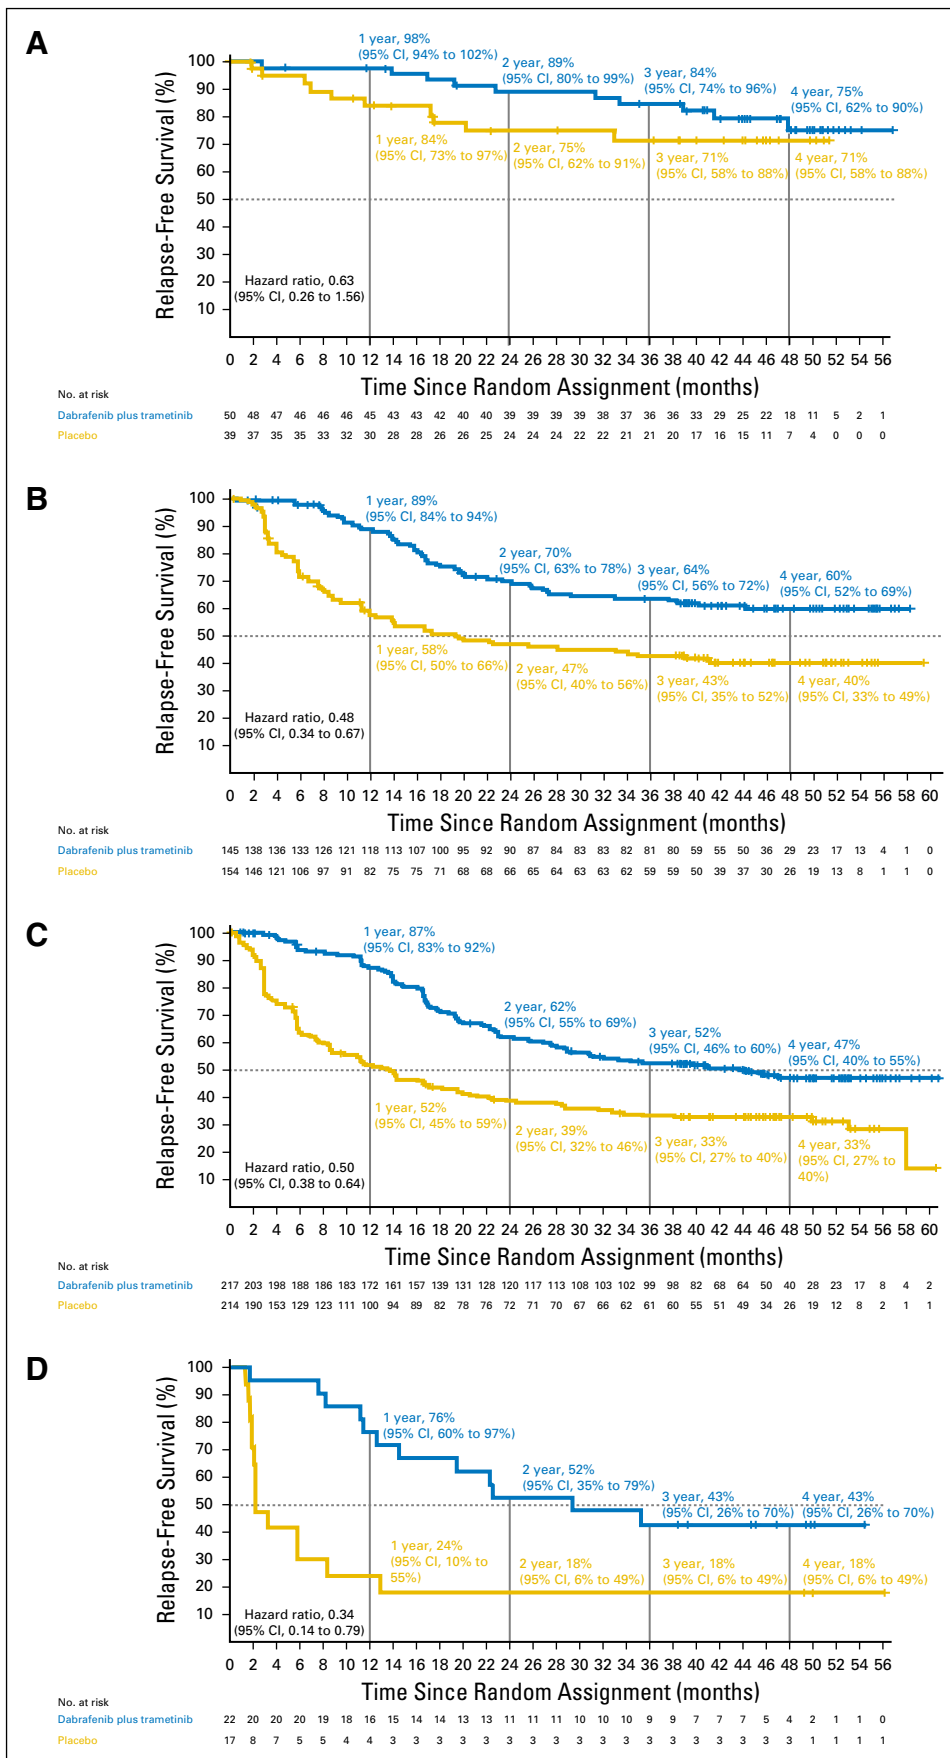 A
1 year, 98%
(95% CI, 94% to 102%)
2 year, 89%
(95% CI, 80% to 99%)
3 year, 84%
(95% CI, 74% to 96%)
4 year, 75%
(95% CI, 62% to 90%)
1 year, 84%
(95% CI, 73% to 97%)
2 year, 75%
(95% CI, 62% to 91%)
3 year, 71%
(95% CI, 58% to 88%)
4 year, 71%
(95% CI, 58% to 88%)
Relapse-Free Survival (%)
100
90
80
70
60
50
40
30
20
10
Hazard ratio, 0.63
(95% CI, 0.26 to 1.56)
0 2 4 6 8 10 12 14 16 18 20 22 24 26 28 30 32 34 36 38 40 42 44 46 48 50 52 54 56
Time Since Random Assignment (months)
No. at risk
Dabrafenib plus trametinib 50 48 47 46 46 46 45 43 43 42 40 40 39 39 39 39 38 37 36 36 33 29 25 22 18 11 5 2 1
Placebo 39 37 35 35 33 32 30 28 28 26 26 25 24 24 24 22 22 21 21 20 17 16 15 11 7 4 0 0 0
B
1 year, 89%
(95% CI, 84% to 94%)
2 year, 70%
(95% CI, 63% to 78%)
3 year, 64%
(95% CI, 56% to 72%)
4 year, 60%
(95% CI, 52% to 69%)
1 year, 58%
(95% CI, 50% to 66%)
2 year, 47%
(95% CI, 40% to 56%)
3 year, 43%
(95% CI, 35% to 52%)
4 year, 40%
(95% CI, 33% to 49%)
Relapse-Free Survival (%)
100
90
80
70
60
50
40
30
20
10
Hazard ratio, 0.48
(95% CI, 0.34 to 0.67)
0 2 4 6 8 10 12 14 16 18 20 22 24 26 28 30 32 34 36 38 40 42 44 46 48 50 52 54 56 58 60
Time Since Random Assignment (months)
No. at risk
Dabrafenib plus trametinib 145 138 136 133 126 121 118 113 107 100 95 92 90 87 84 83 83 82 81 80 59 55 50 36 29 23 17 13 4 1 0
Placebo 154 146 121 106 97 91 82 75 75 71 68 68 66 65 64 63 63 62 59 59 50 39 37 30 26 19 13 8 1 1 0
C
1 year, 87%
(95% CI, 83% to 92%)
2 year, 62%
(95% CI, 55% to 69%)
3 year, 52%
(95% CI, 46% to 60%)
4 year, 47%
(95% CI, 40% to 55%)
1 year, 52%
(95% CI, 45% to 59%)
2 year, 39%
(95% CI, 32% to 46%)
3 year, 33%
(95% CI, 27% to 40%)
4 year, 33%
(95% CI, 27% to
40%)
Relapse-Free Survival (%)
100
90
80
70
60
50
40
30
20
10
Hazard ratio, 0.50
(95% CI, 0.38 to 0.64)
0 2 4 6 8 10 12 14 16 18 20 22 24 26 28 30 32 34 36 38 40 42 44 46 48 50 52 54 56 58 60
Time Since Random Assignment (months)
No. at risk
Dabrafenib plus trametinib 217 203 198 188 186 183 172 161 157 139 131 128 120 117 113 108 103 102 99 98 82 68 64 50 40 28 23 17 8 4 2
Placebo 214 190 153 129 123 111 100 94 89 82 78 76 72 71 70 67 66 62 61 60 55 51 49 34 26 19 12 8 2 1 1
D
1 year, 76%
(95% CI, 60% to 97%)
2 year, 52%
(95% CI, 35% to 79%)
3 year, 43%
(95% CI, 26% to 70%)
4 year, 43%
(95% CI, 26% to 70%)
1 year, 24%
(95% CI, 10% to
55%)
2 year, 18%
(95% CI, 6% to 49%)
3 year, 18%
(95% CI, 6% to 49%)
4 year, 18%
(95% CI, 6% to 49%)
Relapse-Free Survival (%)
100
90
80
70
60
50
40
30
20
10
Hazard ratio, 0.34
(95% CI, 0.14 to 0.79)
0 2 4 6 8 10 12 14 16 18 20 22 24 26 28 30 32 34 36 38 40 42 44 46 48 50 52 54 56
Time Since Random Assignment (months)
No. at risk
Dabrafenib plus trametinib 22 20 20 20 19 18 16 15 14 14 13 13 11 11 11 10 10 10 9 9 7 7 7 5 4 2 1 1 0
Placebo 17 8 7 5 5 4 4 3 3 3 3 3 3 3 3 3 3 3 3 3 3 3 3 3 3 1 1 1 1